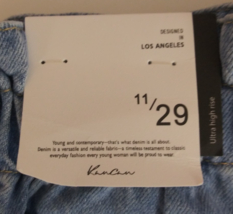 DESIGNED
IN
LOS ANGELES
11/29
Ultra high rise
Young and contemporary-that's what denim is all about.
Denim is a versatile and reliable fabric-a timeless testament to classic
everyday fashion every young woman will be proud to wear.
KanCan